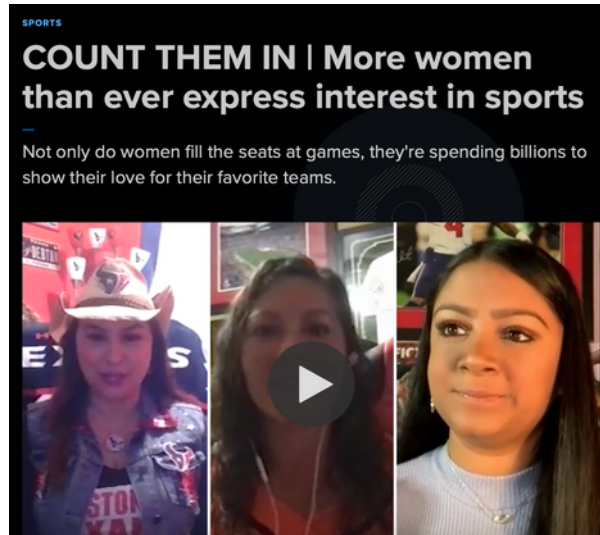 SPORTS
COUNT THEM IN | More women
than ever express interest in sports
Not only do women fill the seats at games, they're spending billions to
show their love for their favorite teams.